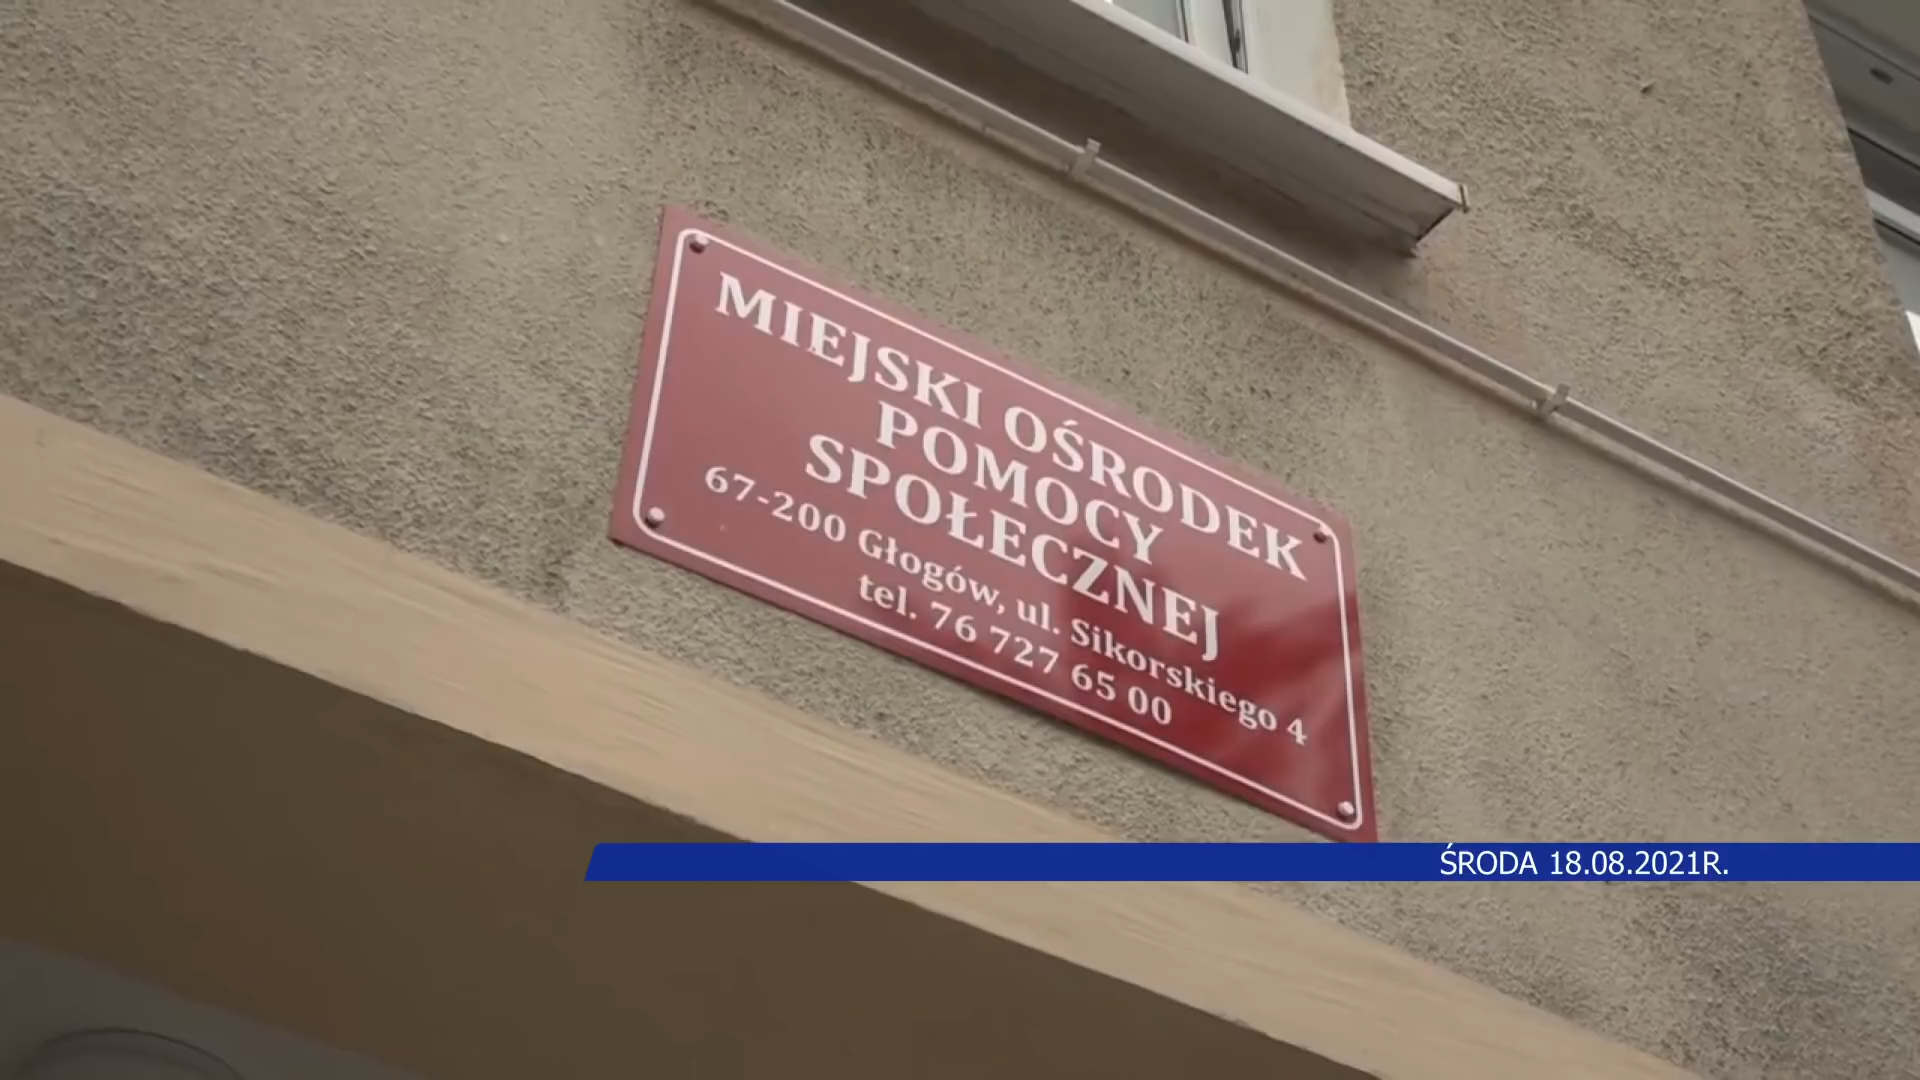 MIEJSKI OŚRODEK
POMOCY
SPOŁECZNEJ
67-200 Głogów, ul. Sikorskiego 4
tel. 76 727 65 00
ŚRODA 18.08.2021R.